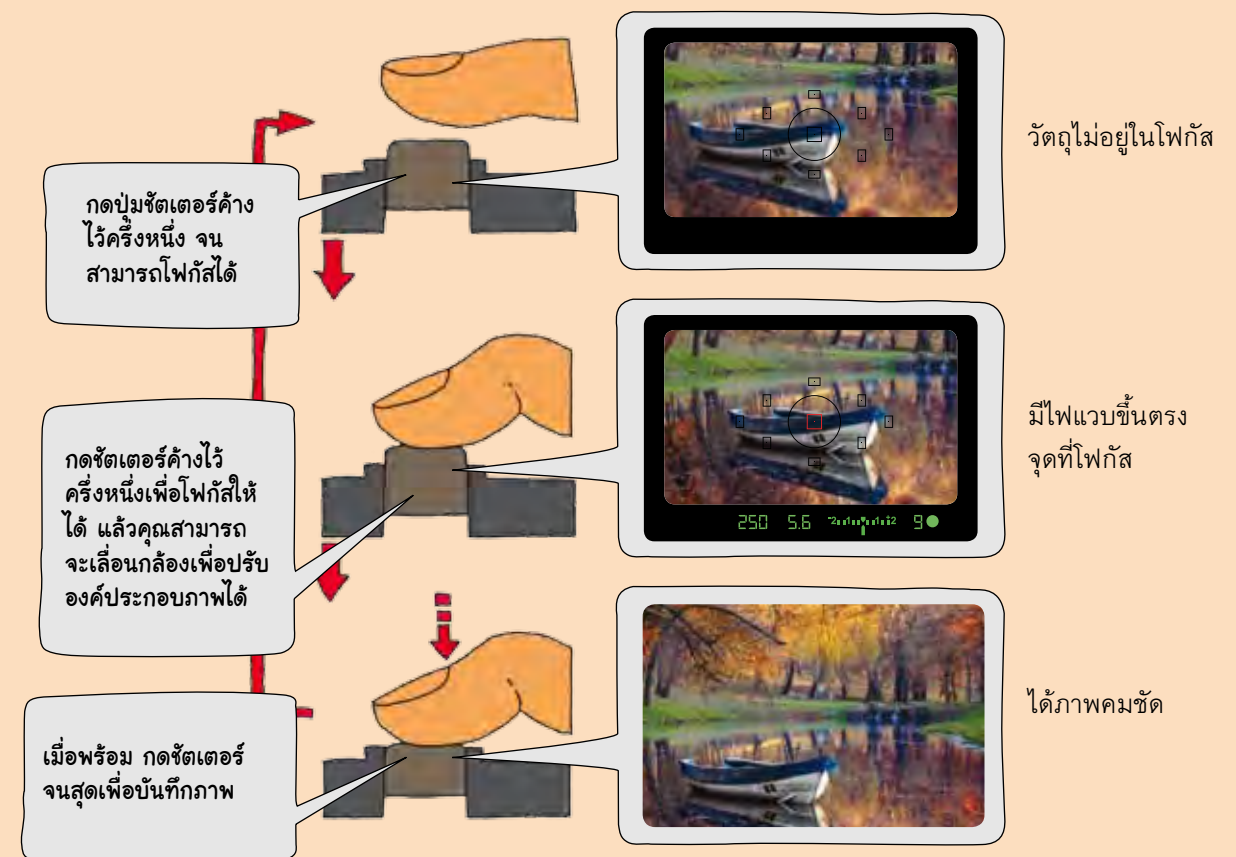 กดปุ่มชัตเตอร์ค้าง
ไว้ครึ่งหนึ่ง จน
สามารถโฟกัสได้
วัตถุไม่อยู่ในโฟกัส
กดชัตเตอร์ค้างไว้
ครึ่งหนึ่งเพื่อโฟกัสให้
ได้ แล้วคุณสามารถ
จะเลื่อนกล้องเพื่อปรับ
องค์ประกอบภาพได้
250 5.6 -2..1..▼..1..+2 9●
มีไฟแวบขึ้นตรง
จุดที่โฟกัส
เมื่อพร้อม กดชัตเตอร์
จนสุดเพื่อบันทึกภาพ
ได้ภาพคมชัด